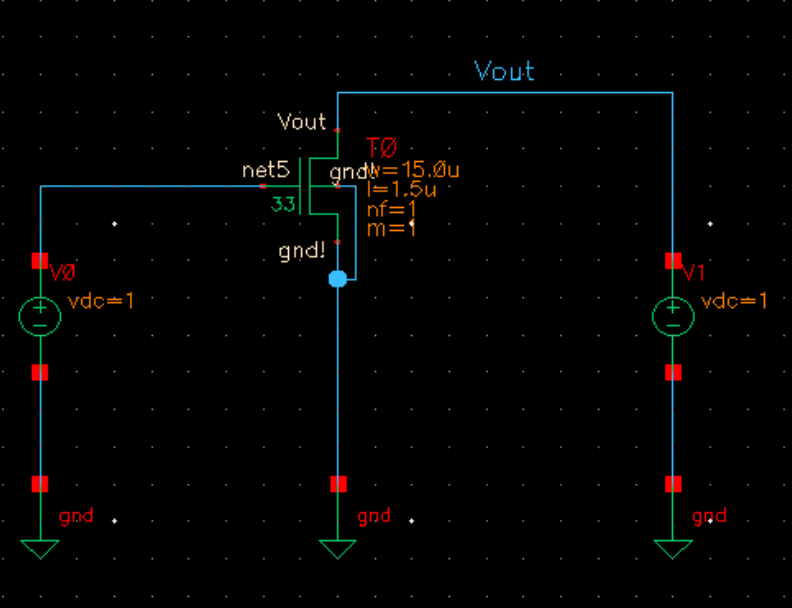 Vout
Vout
T0
net5
gnd!
w=15.0u
l=1.5u
33
nf=1
m=1
gnd!
V0
vdc=1
V1
vdc=1
gnd
gnd
gnd